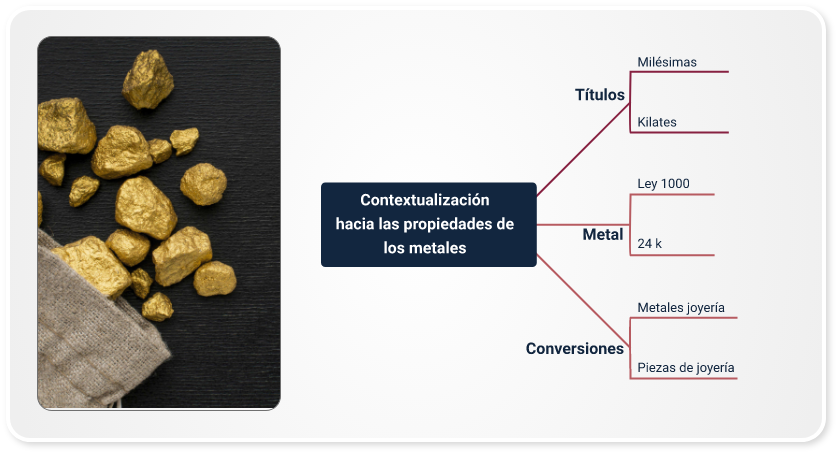 Contextualización
hacia las propiedades de
los metales
Títulos
Milésimas
Kilates
Metal
Ley 1000
24 k
Conversiones
Metales joyería
Piezas de joyería